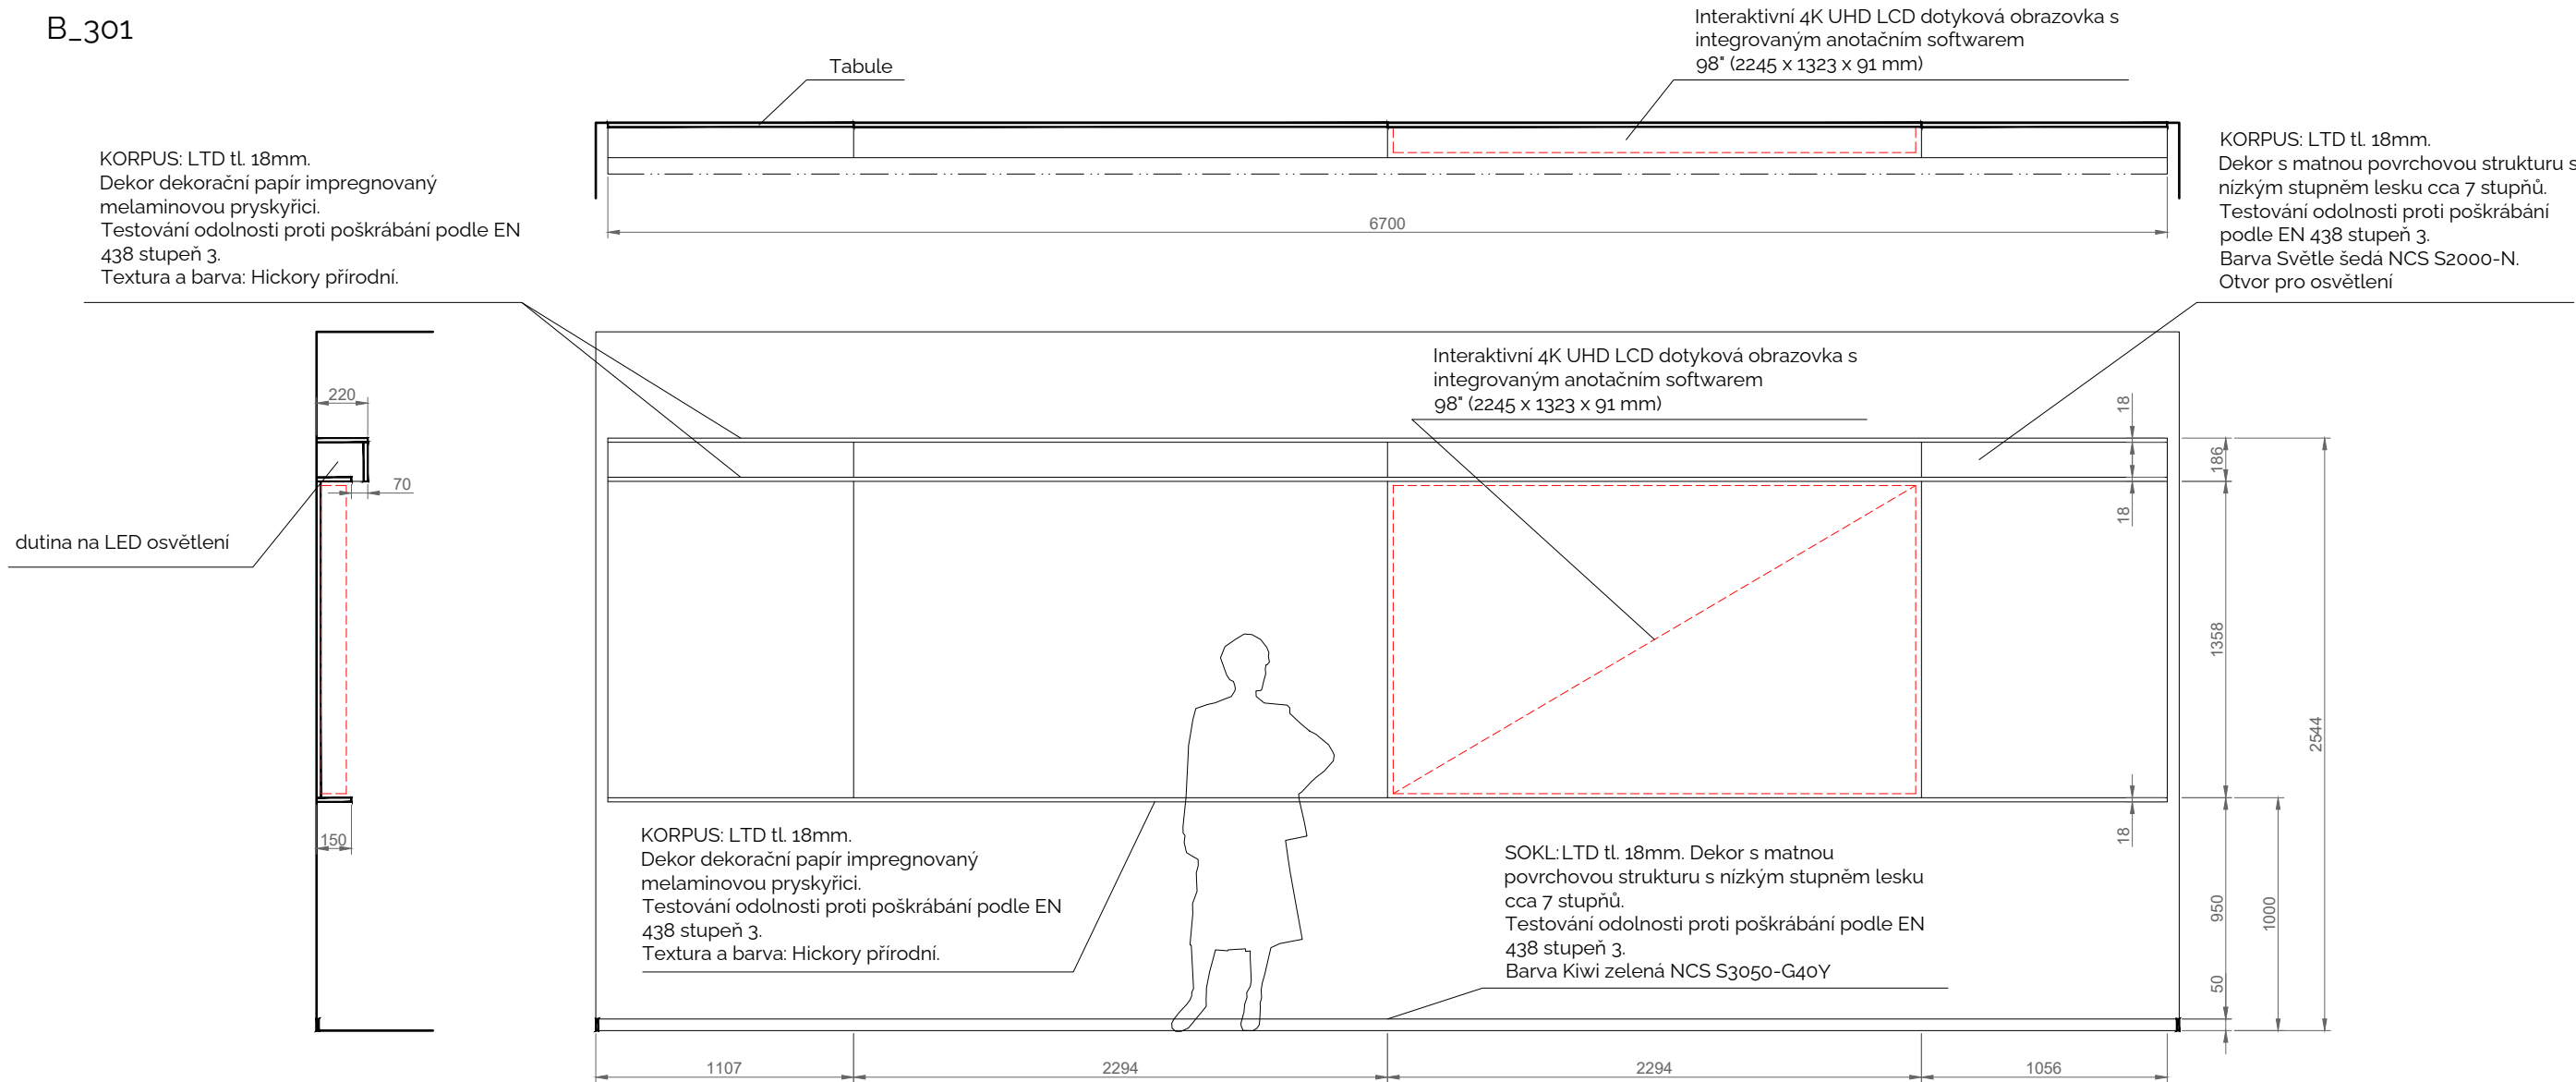 B_301
Tabule
Interaktivní 4K UHD LCD dotyková obrazovka s
integrovaným anotačním softwarem
98" (2245 x 1323 x 91 mm)
KORPUS: LTD tl. 18mm.
Dekor dekorační papír impregnovaný
melaminovou pryskyřici.
Testování odolnosti proti poškrábání podle EN
438 stupeň 3.
Textura a barva: Hickory přírodní.
KORPUS: LTD tl. 18mm.
Dekor s matnou povrchovou strukturu s
nízkým stupněm lesku cca 7 stupňů.
Testování odolnosti proti poškrábání
podle EN 438 stupeň 3.
Barva Světle šedá NCS S2000-N.
Otvor pro osvětlení
6700
Interaktivní 4K UHD LCD dotyková obrazovka s
integrovaným anotačním softwarem
98" (2245 x 1323 x 91 mm)
220
70
dutina na LED osvětlení
150
18
186
18
1358
2544
18
950
1000
50
KORPUS: LTD tl. 18mm.
Dekor dekorační papír impregnovaný
melaminovou pryskyřici.
Testování odolnosti proti poškrábání podle EN
438 stupeň 3.
Textura a barva: Hickory přírodní.
SOKL: LTD tl. 18mm. Dekor s matnou
povrchovou strukturu s nízkým stupněm lesku
cca 7 stupňů.
Testování odolnosti proti poškrábání podle EN
438 stupeň 3.
Barva Kiwi zelená NCS S3050-G40Y
1107
2294
2294
1056